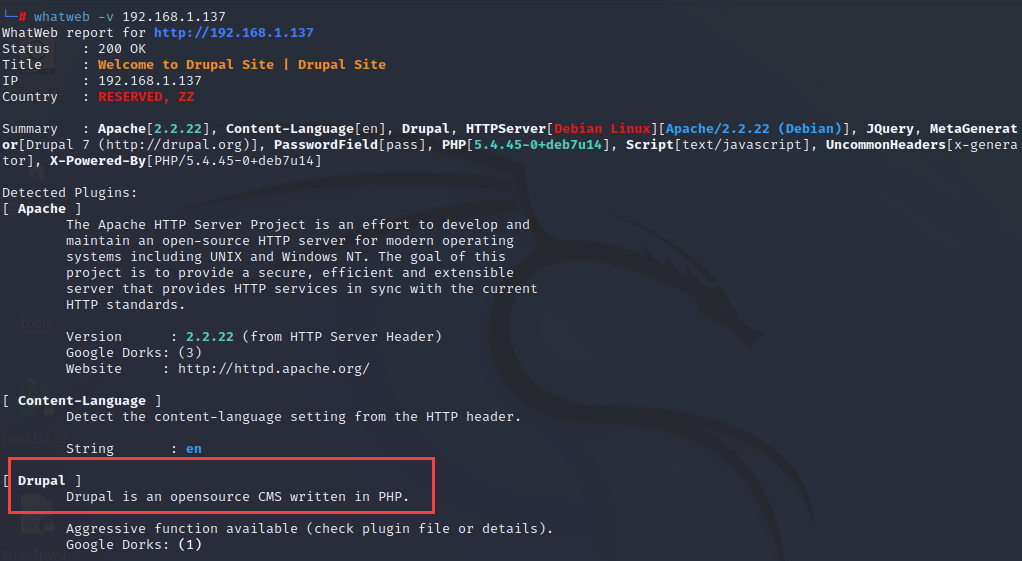 └─# whatweb -v 192.168.1.137
WhatWeb report for http://192.168.1.137
Status    : 200 OK
Title     : Welcome to Drupal Site | Drupal Site
IP        : 192.168.1.137
Country   : RESERVED, ZZ
Summary   : Apache[2.2.22], Content-Language[en], Drupal, HTTPServer[Debian Linux][Apache/2.2.22 (Debian)], JQuery, MetaGenerat
or[Drupal 7 (http://drupal.org)], PasswordField[pass], PHP[5.4.45-0+deb7u14], Script[text/javascript], UncommonHeaders[x-genera
tor], X-Powered-By[PHP/5.4.45-0+deb7u14]
Detected Plugins:
[ Apache ]
The Apache HTTP Server Project is an effort to develop and
maintain an open-source HTTP server for modern operating
systems including UNIX and Windows NT. The goal of this
project is to provide a secure, efficient and extensible
server that provides HTTP services in sync with the current
HTTP standards.
Version      : 2.2.22 (from HTTP Server Header)
Google Dorks: (3)
Website     : http://httpd.apache.org/
[ Content-Language ]
Detect the content-language setting from the HTTP header.
String       : en
[ Drupal ]
Drupal is an opensource CMS written in PHP.
Aggressive function available (check plugin file or details).
Google Dorks: (1)
tools
pwd.txt.gz